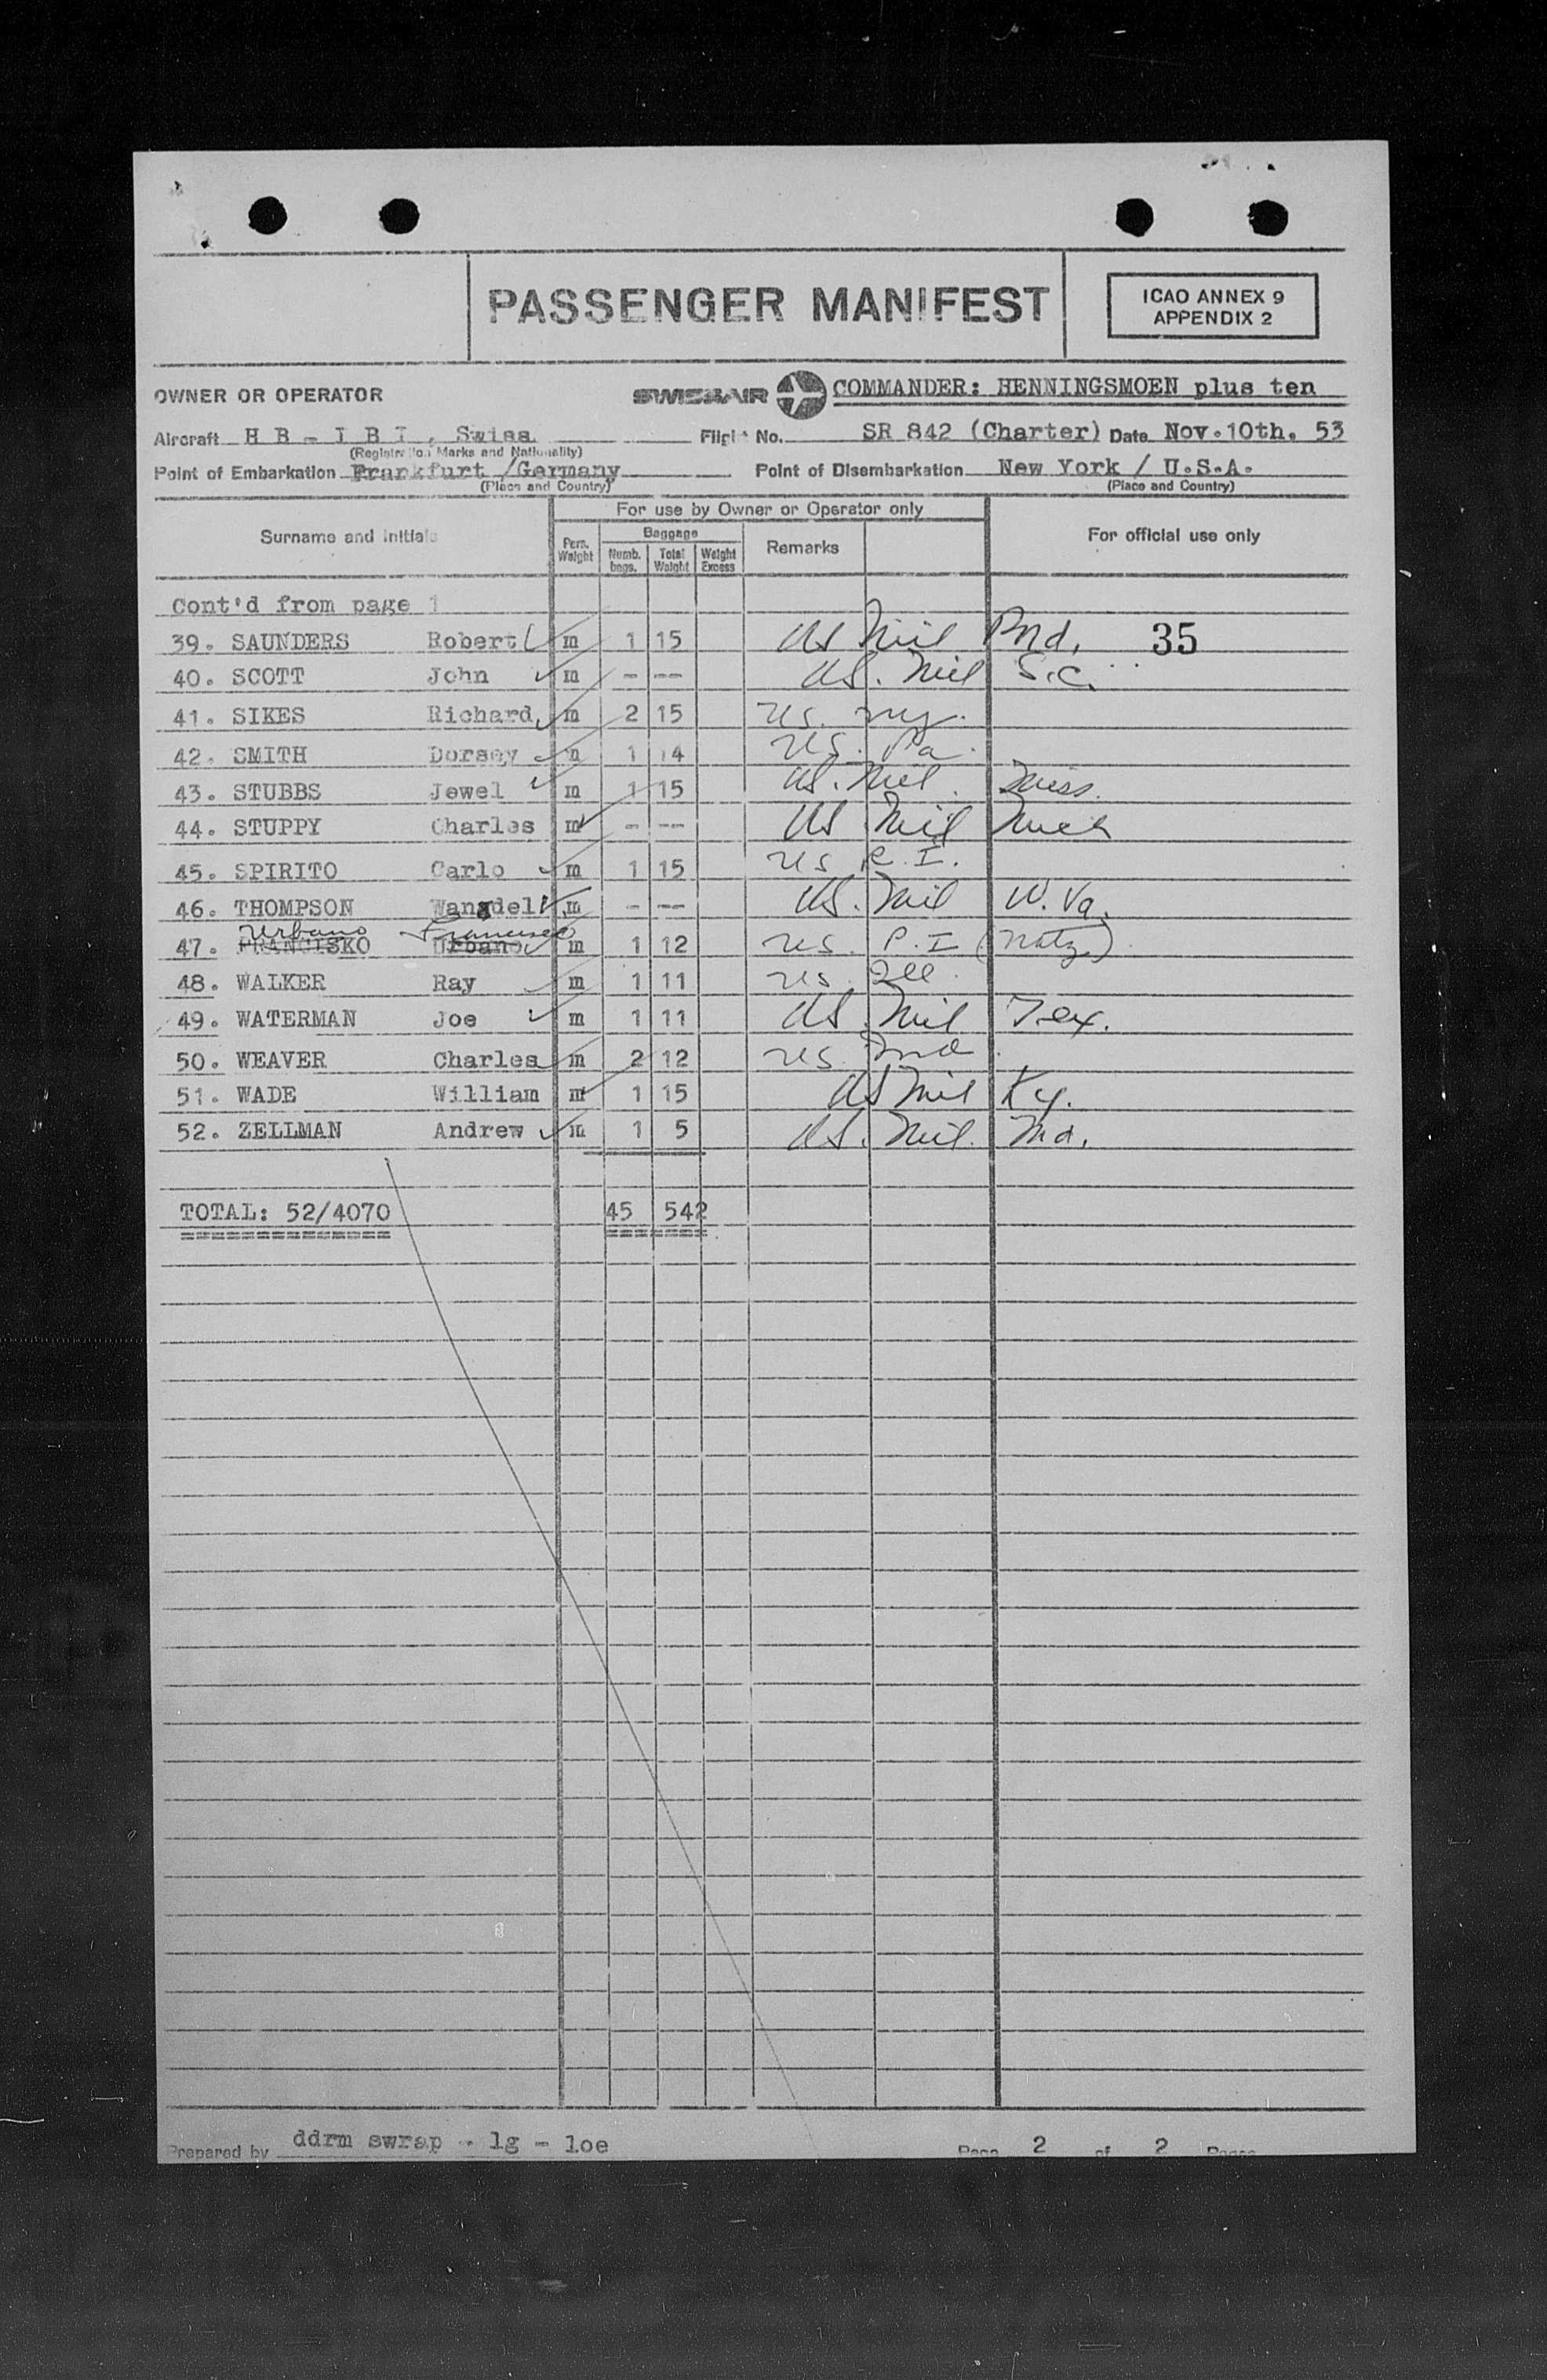 PASSENGER MANIFEST
ICAO ANNEX 9
APPENDIX 2
OWNER OR OPERATOR SWISSAIR COMMANDER: HENNINGSMOEN plus ten
Aircraft H B - I B I , Swiss Flight No. SR 842 (Charter) Date Nov.10th. 53
(Registration Marks and Nationality)
Point of Embarkation Frankfurt /Germany Point of Disembarkation New York / U.S.A.
(Place and Country) (Place and Country)
Surname and Initials For use by Owner or Operator only For official use only
Pers. Weight Baggage Numb. bags. Total Weight Weight Excess Remarks
Cont'd from page 1
39. SAUNDERS Robert m 1 15 US Mil Md. 35
40. SCOTT John m - -- US. Mil S.C.
41. SIKES Richard m 2 15 US. NY.
42. SMITH Dorsey m 1 14 US. Pa.
43. STUBBS Jewel m 1 15 US. Mil. Miss.
44. STUPPY Charles m - -- US Mil Mich
45. SPIRITO Carlo m 1 15 US R.I.
46. THOMPSON m - -- US. Mil W. Va.
Urbano Francisco
47. FRANCISKO Urbano m 1 12 US. P.I (Natz)
48. WALKER Ray m 1 11 US. Ill.
49. WATERMAN Joe m 1 11 US Mil Tex.
50. WEAVER Charles m 2 12 US.
51. WADE William m 1 15 US Mil Ky.
52. ZELLMAN Andrew m 1 5 US. Mil. Md.
TOTAL: 52/4070 45 542
Prepared by ddrm swrap - lg - loe Page 2 of 2 Pages